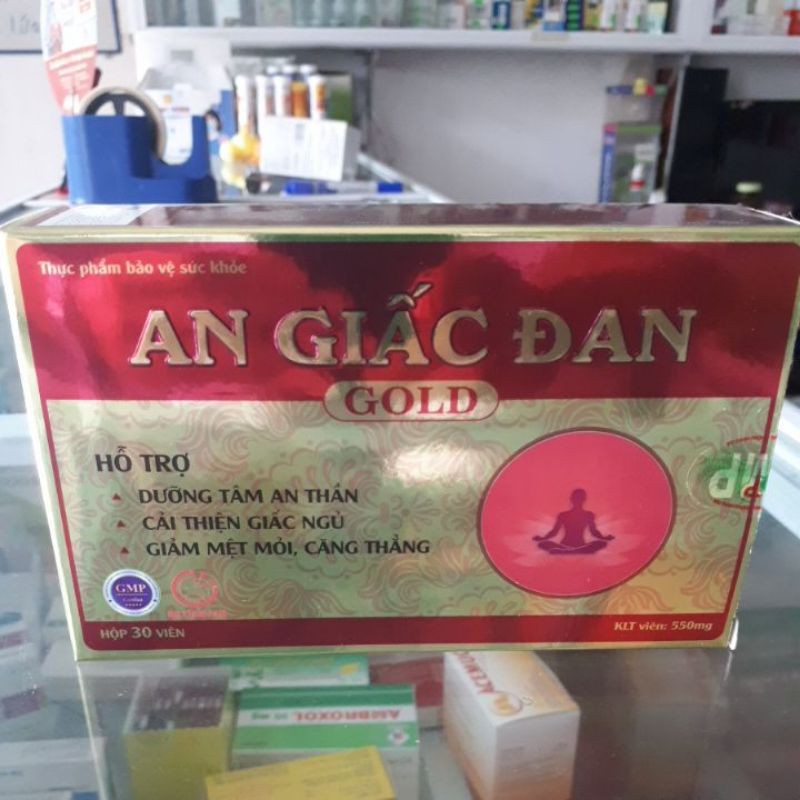 Thực phẩm bảo vệ sức khỏe
AN GIẤC ĐAN
GOLD
HỖ TRỢ
DƯỠNG TÂM AN THẦN
CẢI THIỆN GIẤC NGỦ
GIẢM MỆT MỎI, CĂNG THẲNG
GMP
HỘP 30 VIÊN
KLT viên: 550mg
AMBROXOL